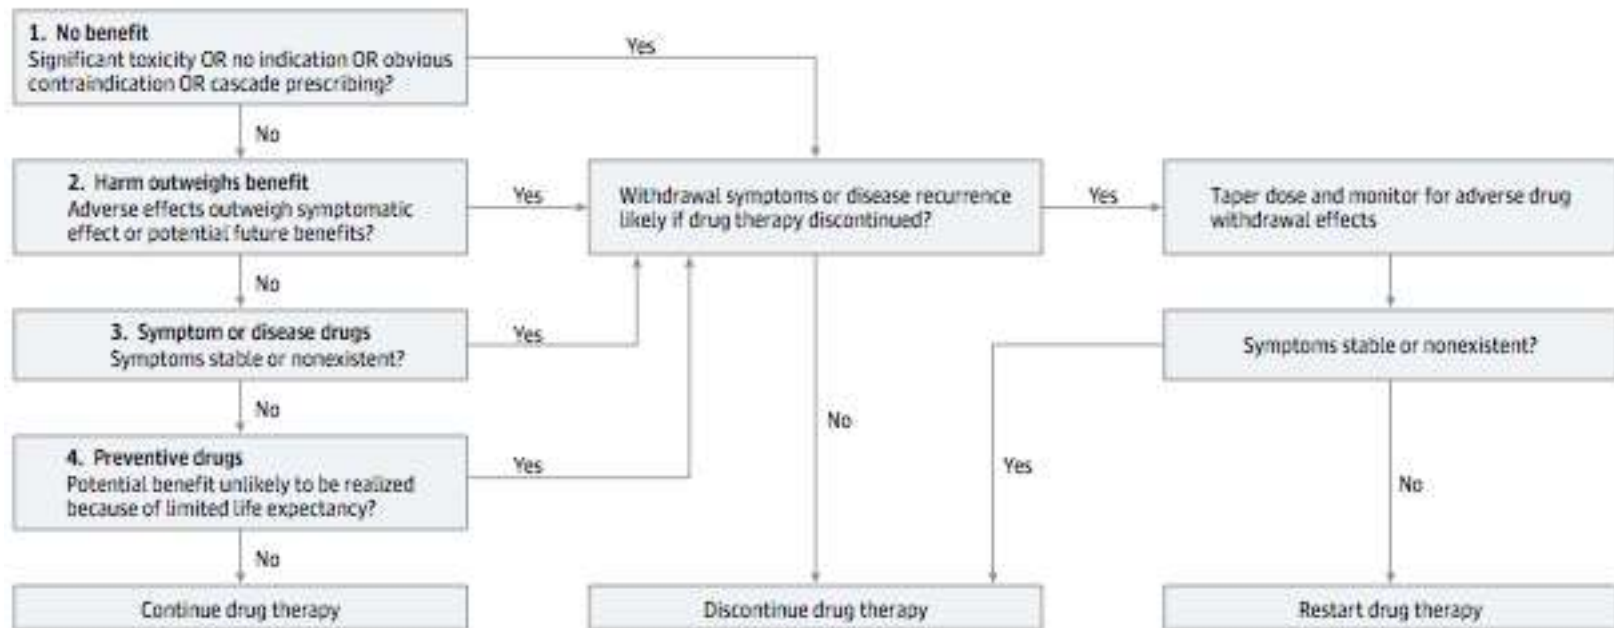 1. No benefit
Significant toxicity OR no indication OR obvious
contraindication OR cascade prescribing?
Yes
No
2. Harm outweighs benefit
Adverse effects outweigh symptomatic
effect or potential future benefits?
Yes
Withdrawal symptoms or disease recurrence
likely if drug therapy discontinued?
Yes
Taper dose and monitor for adverse drug
withdrawal effects
No
3. Symptom or disease drugs
Symptoms stable or nonexistent?
Yes
Symptoms stable or nonexistent?
No
No
4. Preventive drugs
Potential benefit unlikely to be realized
because of limited life expectancy?
Yes
Yes
No
No
Continue drug therapy
Discontinue drug therapy
Restart drug therapy